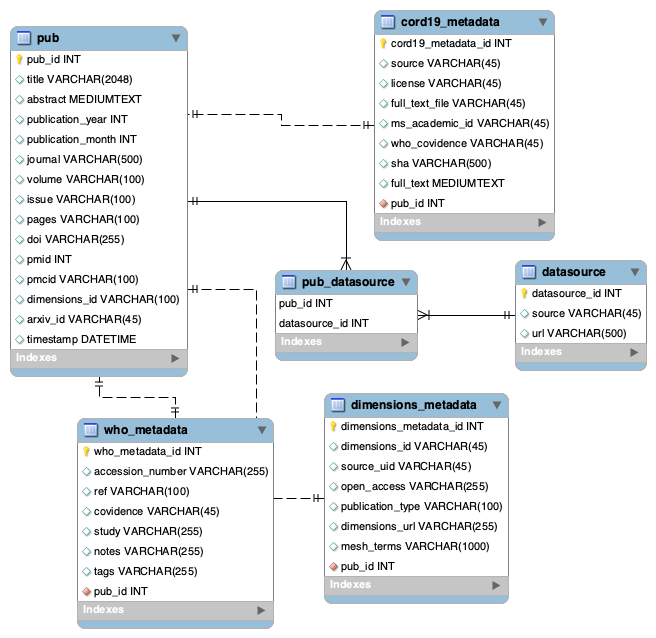 pub
pub_id INT
title VARCHAR(2048)
abstract MEDIUMTEXT
publication_year INT
publication_month INT
journal VARCHAR(500)
volume VARCHAR(100)
issue VARCHAR(100)
pages VARCHAR(100)
doi VARCHAR(255)
pmid INT
pmcid VARCHAR(100)
dimensions_id VARCHAR(100)
arxiv_id VARCHAR(45)
timestamp DATETIME
Indexes
cord19_metadata
cord19_metadata_id INT
source VARCHAR(45)
license VARCHAR(45)
full_text_file VARCHAR(45)
ms_academic_id VARCHAR(45)
who_covidence VARCHAR(45)
sha VARCHAR(500)
full_text MEDIUMTEXT
pub_id INT
Indexes
pub_datasource
pub_id INT
datasource_id INT
Indexes
datasource
datasource_id INT
source VARCHAR(45)
url VARCHAR(500)
Indexes
who_metadata
who_metadata_id INT
accession_number VARCHAR(255)
ref VARCHAR(100)
covidence VARCHAR(45)
study VARCHAR(255)
notes VARCHAR(255)
tags VARCHAR(255)
pub_id INT
Indexes
dimensions_metadata
dimensions_metadata_id INT
dimensions_id VARCHAR(45)
source_uid VARCHAR(45)
open_access VARCHAR(255)
publication_type VARCHAR(100)
dimensions_url VARCHAR(255)
mesh_terms VARCHAR(1000)
pub_id INT
Indexes